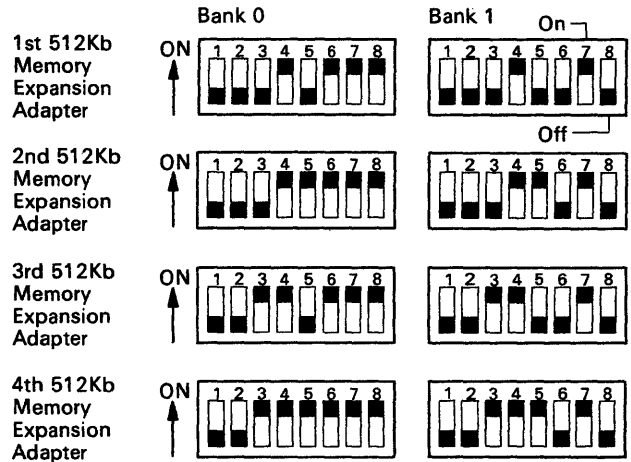 Bank 0 Bank 1 On
1st 512Kb
Memory
Expansion
Adapter
ON 1 2 3 4 5 6 7 8 1 2 3 4 5 6 7 8
Off
2nd 512Kb
Memory
Expansion
Adapter
ON 1 2 3 4 5 6 7 8 1 2 3 4 5 6 7 8
3rd 512Kb
Memory
Expansion
Adapter
ON 1 2 3 4 5 6 7 8 1 2 3 4 5 6 7 8
4th 512Kb
Memory
Expansion
Adapter
ON 1 2 3 4 5 6 7 8 1 2 3 4 5 6 7 8